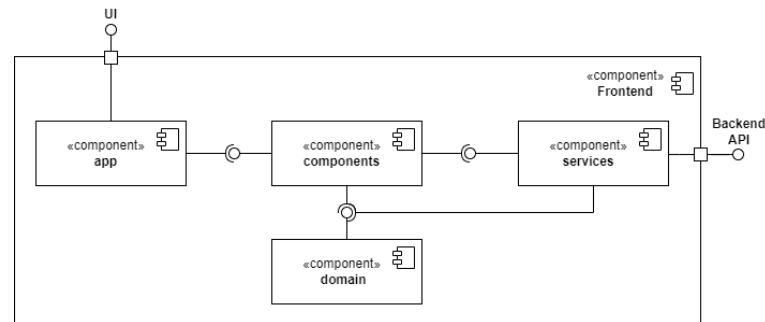 UI
«component»
Frontend
«component»
app
«component»
components
«component»
services
Backend
API
«component»
domain